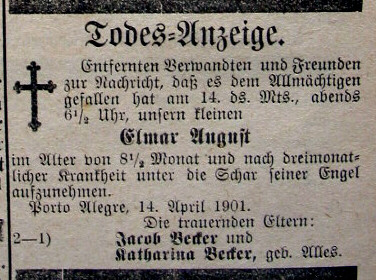 Todes-Anzeige.
Entfernten Verwandten und Freunden
zur Nachricht, daß es dem Allmächtigen
gefallen hat am 14. ds. Mts., abends
6½ Uhr, unsern kleinen
Elmar August
im Alter von 8½ Monat und nach dreimonat-
licher Krankheit unter die Schar seiner Engel
aufzunehmen.
Porto Alegre, 14. April 1901.
Die trauernden Eltern:
2—1) Jacob Becker und
Katharina Becker, geb. Alles.